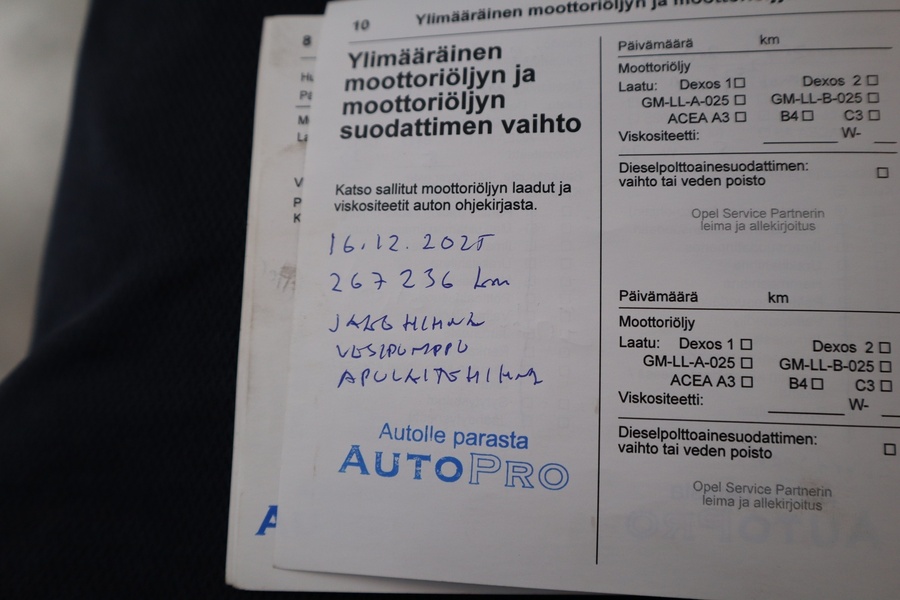 10 Ylimääräinen moottoriöljyn ja
Ylimääräinen
moottoriöljyn ja
moottoriöljyn
suodattimen vaihto
Katso sallitut moottoriöljyn laadut ja
viskositeetit auton ohjekirjasta.
16.12.2025
267 236 km
JAKOHIHNA
VESIPUMPPU
APULAITEHIHNA
Autolle parasta
AUTOPRO
Päivämäärä km
Moottoriöljy
Laatu: Dexos 1 Dexos 2
GM-LL-A-025 GM-LL-B-025
ACEA A3 B4 C3
Viskositeetti: W-
Dieselpolttoainesuodattimen:
vaihto tai veden poisto
Opel Service Partnerin
leima ja allekirjoitus
Päivämäärä km
Moottoriöljy
Laatu: Dexos 1 Dexos 2
GM-LL-A-025 GM-LL-B-025
ACEA A3 B4 C3
Viskositeetti: W-
Dieselpolttoainesuodattimen:
vaihto tai veden poisto
Opel Service Partnerin
leima ja allekirjoitus
8